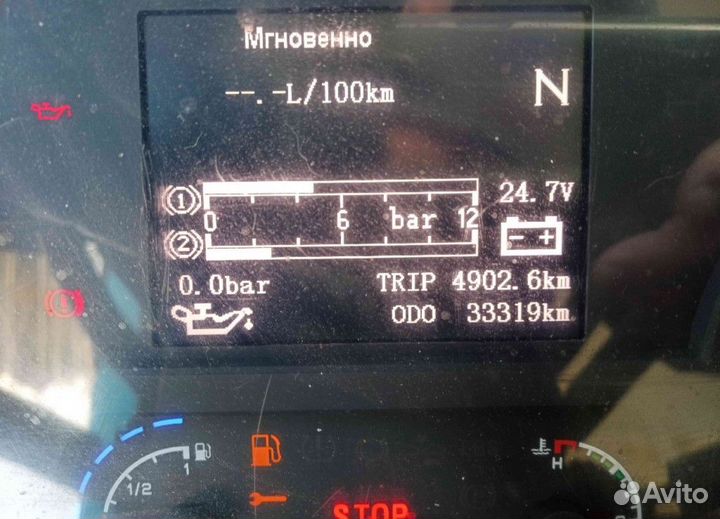 Мгновенно
--.-L/100km N
1 24.7V
0 6 bar 12
2
0.0bar TRIP 4902.6km
ODO 33319km
1
1/2
H
STOP
Avito